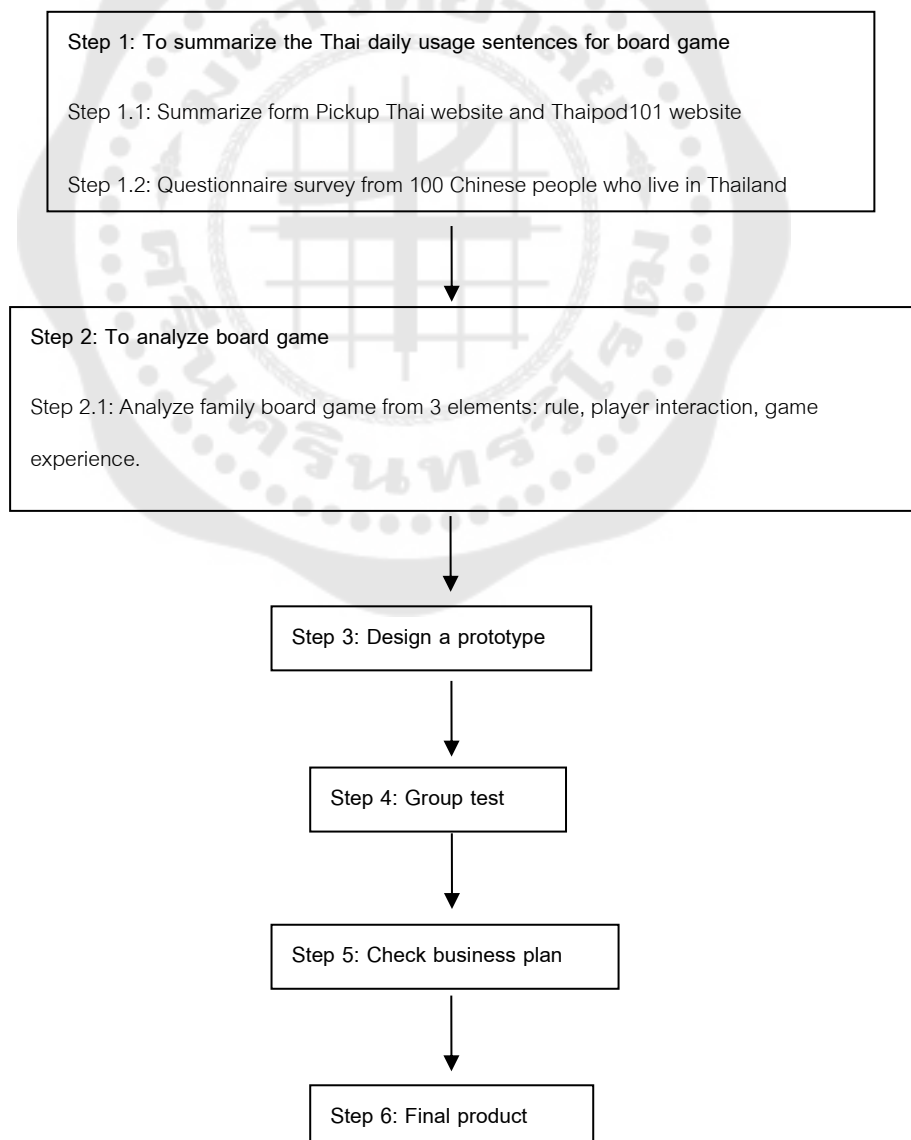 Step 1: To summarize the Thai daily usage sentences for board game
Step 1.1: Summarize form Pickup Thai website and Thaipod101 website
Step 1.2: Questionnaire survey from 100 Chinese people who live in Thailand
Step 2: To analyze board game
Step 2.1: Analyze family board game from 3 elements: rule, player interaction, game
experience.
Step 3: Design a prototype
Step 4: Group test
Step 5: Check business plan
Step 6: Final product